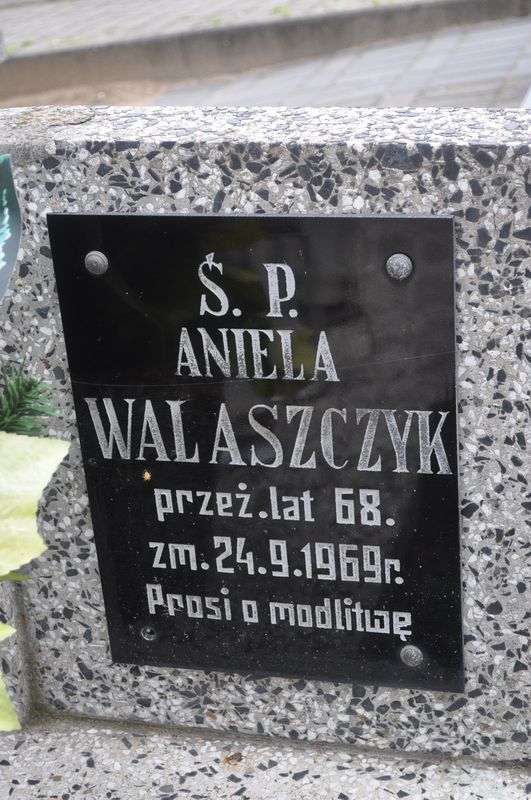 Ś. P.
ANIELA
WALASZCZYK
przeż.lat 68.
zm.24.9.1969r.
Prosi o modlitwę